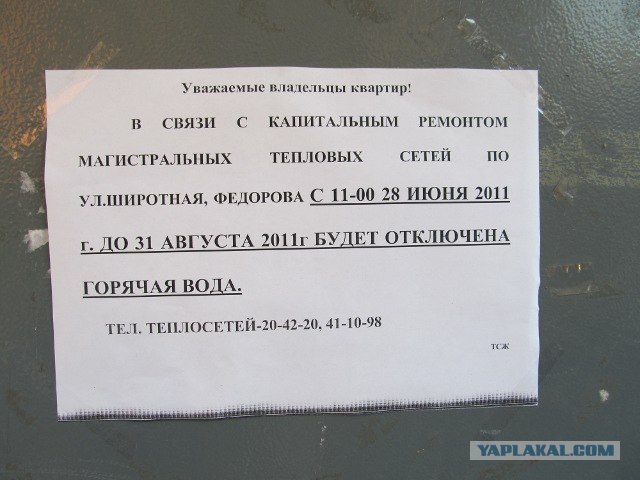 Уважаемые владельцы квартир!
В СВЯЗИ С КАПИТАЛЬНЫМ РЕМОНТОМ
МАГИСТРАЛЬНЫХ ТЕПЛОВЫХ СЕТЕЙ ПО
УЛ.ШИРОТНАЯ, ФЕДОРОВА С 11-00 28 ИЮНЯ 2011
г. ДО 31 АВГУСТА 2011г БУДЕТ ОТКЛЮЧЕНА
ГОРЯЧАЯ ВОДА.
ТЕЛ. ТЕПЛОСЕТЕЙ-20-42-20, 41-10-98
ТСЖ
YAPLAKAL.COM